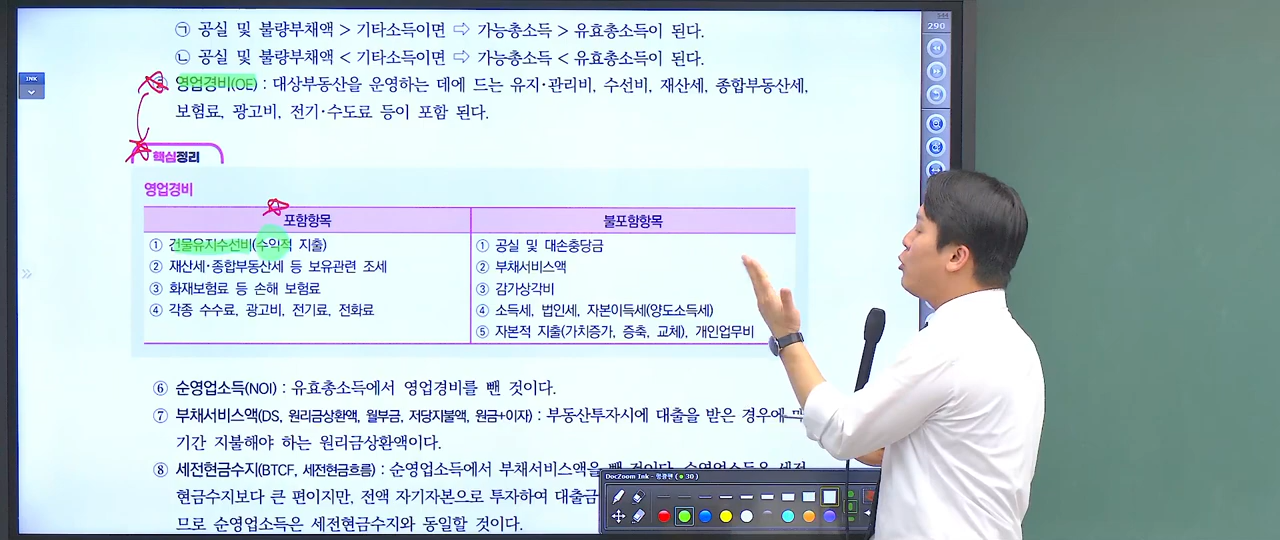 ㉠ 공실 및 불량부채액 > 기타소득이면 ⇨ 가능총소득 > 유효총소득이 된다.
㉡ 공실 및 불량부채액 < 기타소득이면 ⇨ 가능총소득 < 유효총소득이 된다.
영업경비(OE) : 대상부동산을 운영하는 데에 드는 유지·관리비, 수선비, 재산세, 종합부동산세,
보험료, 광고비, 전기·수도료 등이 포함 된다.
핵심정리
영업경비
포함항목
① 건물유지수선비(수익적 지출)
② 재산세·종합부동산세 등 보유관련 조세
③ 화재보험료 등 손해 보험료
④ 각종 수수료, 광고비, 전기료, 전화료
불포함항목
① 공실 및 대손충당금
② 부채서비스액
③ 감가상각비
④ 소득세, 법인세, 자본이득세(양도소득세)
⑤ 자본적 지출(가치증가, 증축, 교체), 개인업무비
⑥ 순영업소득(NOI) : 유효총소득에서 영업경비를 뺀 것이다.
⑦ 부채서비스액(DS, 원리금상환액, 월부금, 저당지불액, 원금+이자) : 부동산투자시에 대출을 받은 경우에
기간 지불해야 하는 원리금상환액이다.
⑧ 세전현금수지(BTCF, 세전현금흐름) : 순영업소득에서 부채서비스액을 뺀 것이다. 순영업소득은 세전
현금수지보다 큰 편이지만, 전액 자기자본으로 투자하여 대출금
므로 순영업소득은 세전현금수지와 동일할 것이다.
INK
290
DocZoom Ink - 형광펜 ( 30 )